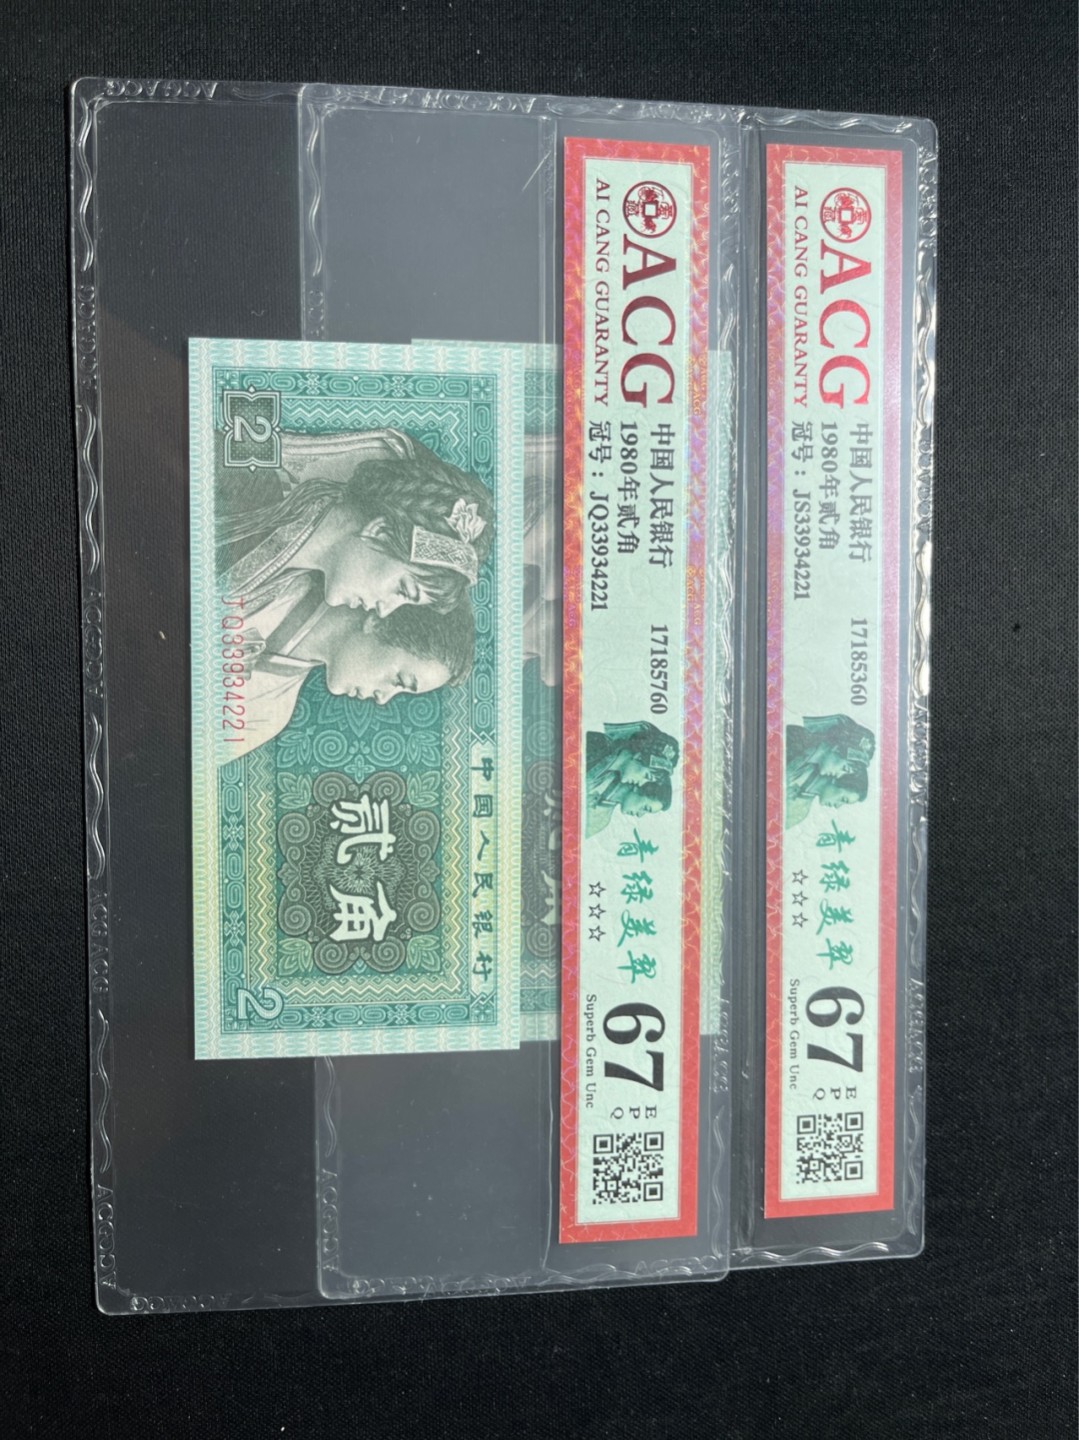 ACG
AI CANG GUARANTY
中国人民银行
1980年贰角
冠号：JS33934221
17185360
青绿美翠
☆☆☆
67
EPQ
Superb Gem Unc
ACG
AI CANG GUARANTY
中国人民银行
1980年贰角
冠号：JQ33934221
17185760
青绿美翠
☆☆☆
67
EPQ
Superb Gem Unc
中国人民银行
贰角
2
2
JQ33934221